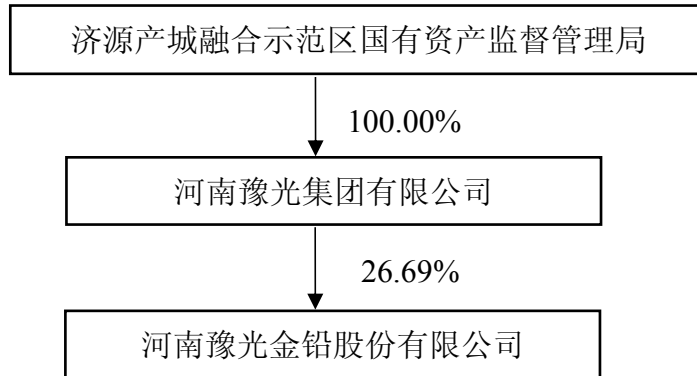 济源产城融合示范区国有资产监督管理局
100.00%
河南豫光集团有限公司
26.69%
河南豫光金铅股份有限公司